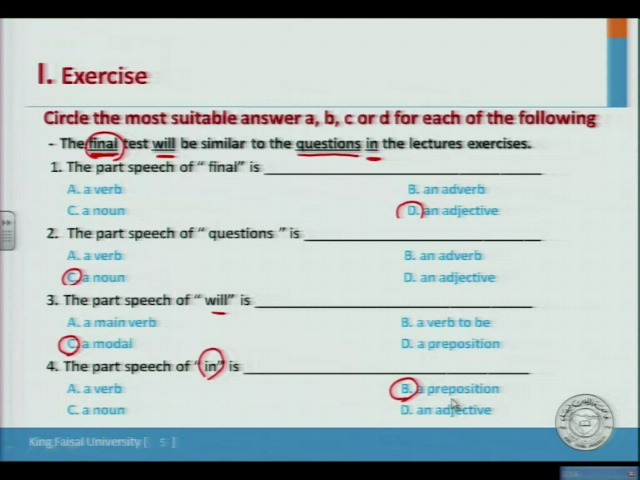 I. Exercise
Circle the most suitable answer a, b, c or d for each of the following
- The final test will be similar to the questions in the lectures exercises.
1. The part speech of " final" is
A. a verb B. an adverb
C. a noun D. an adjective
2. The part speech of " questions " is
A. a verb B. an adverb
C. a noun D. an adjective
3. The part speech of " will" is
A. a main verb B. a verb to be
C. a modal D. a preposition
4. The part speech of " in" is
A. a verb B. a preposition
C. a noun D. an adjective
King Faisal University [ 5 ]